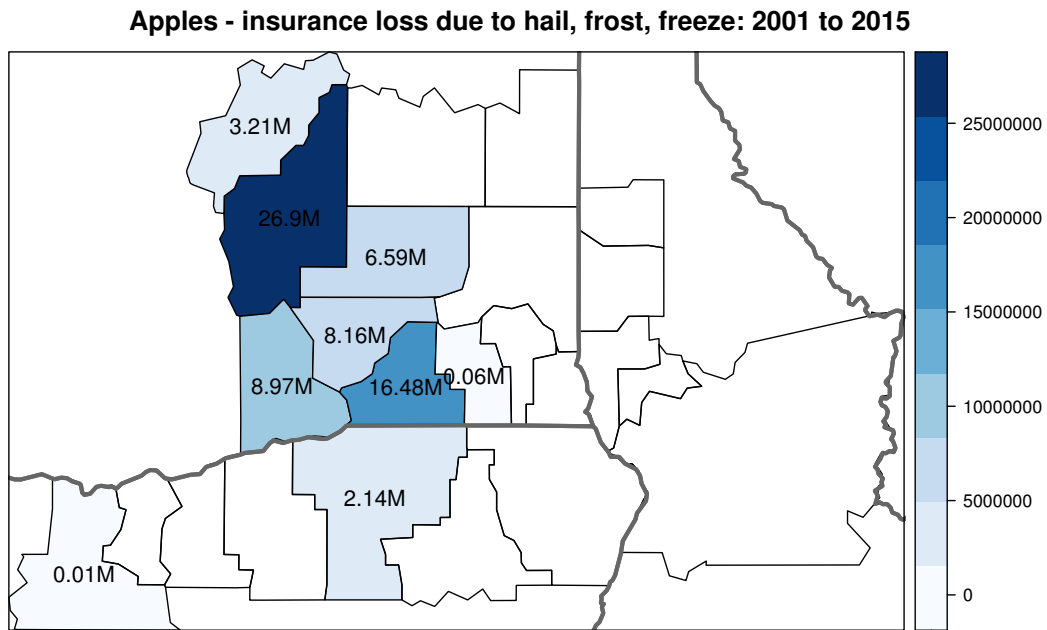 Apples - insurance loss due to hail, frost, freeze: 2001 to 2015
3.21M
26.9M
6.59M
8.16M
8.97M
16.48M
0.06M
2.14M
0.01M
25000000
20000000
15000000
10000000
5000000
0